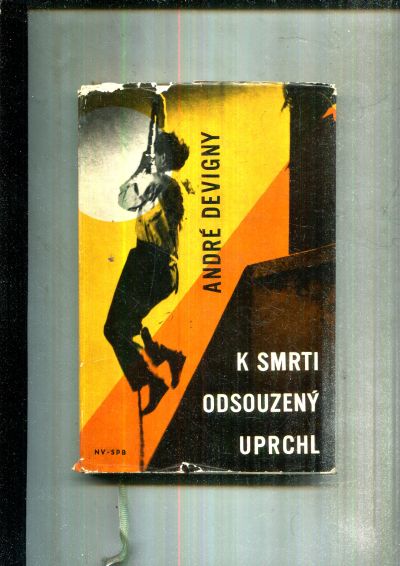 ANDRÉ DEVIGNY
K SMRTI
ODSOUZENÝ
UPRCHL
NV-SPB